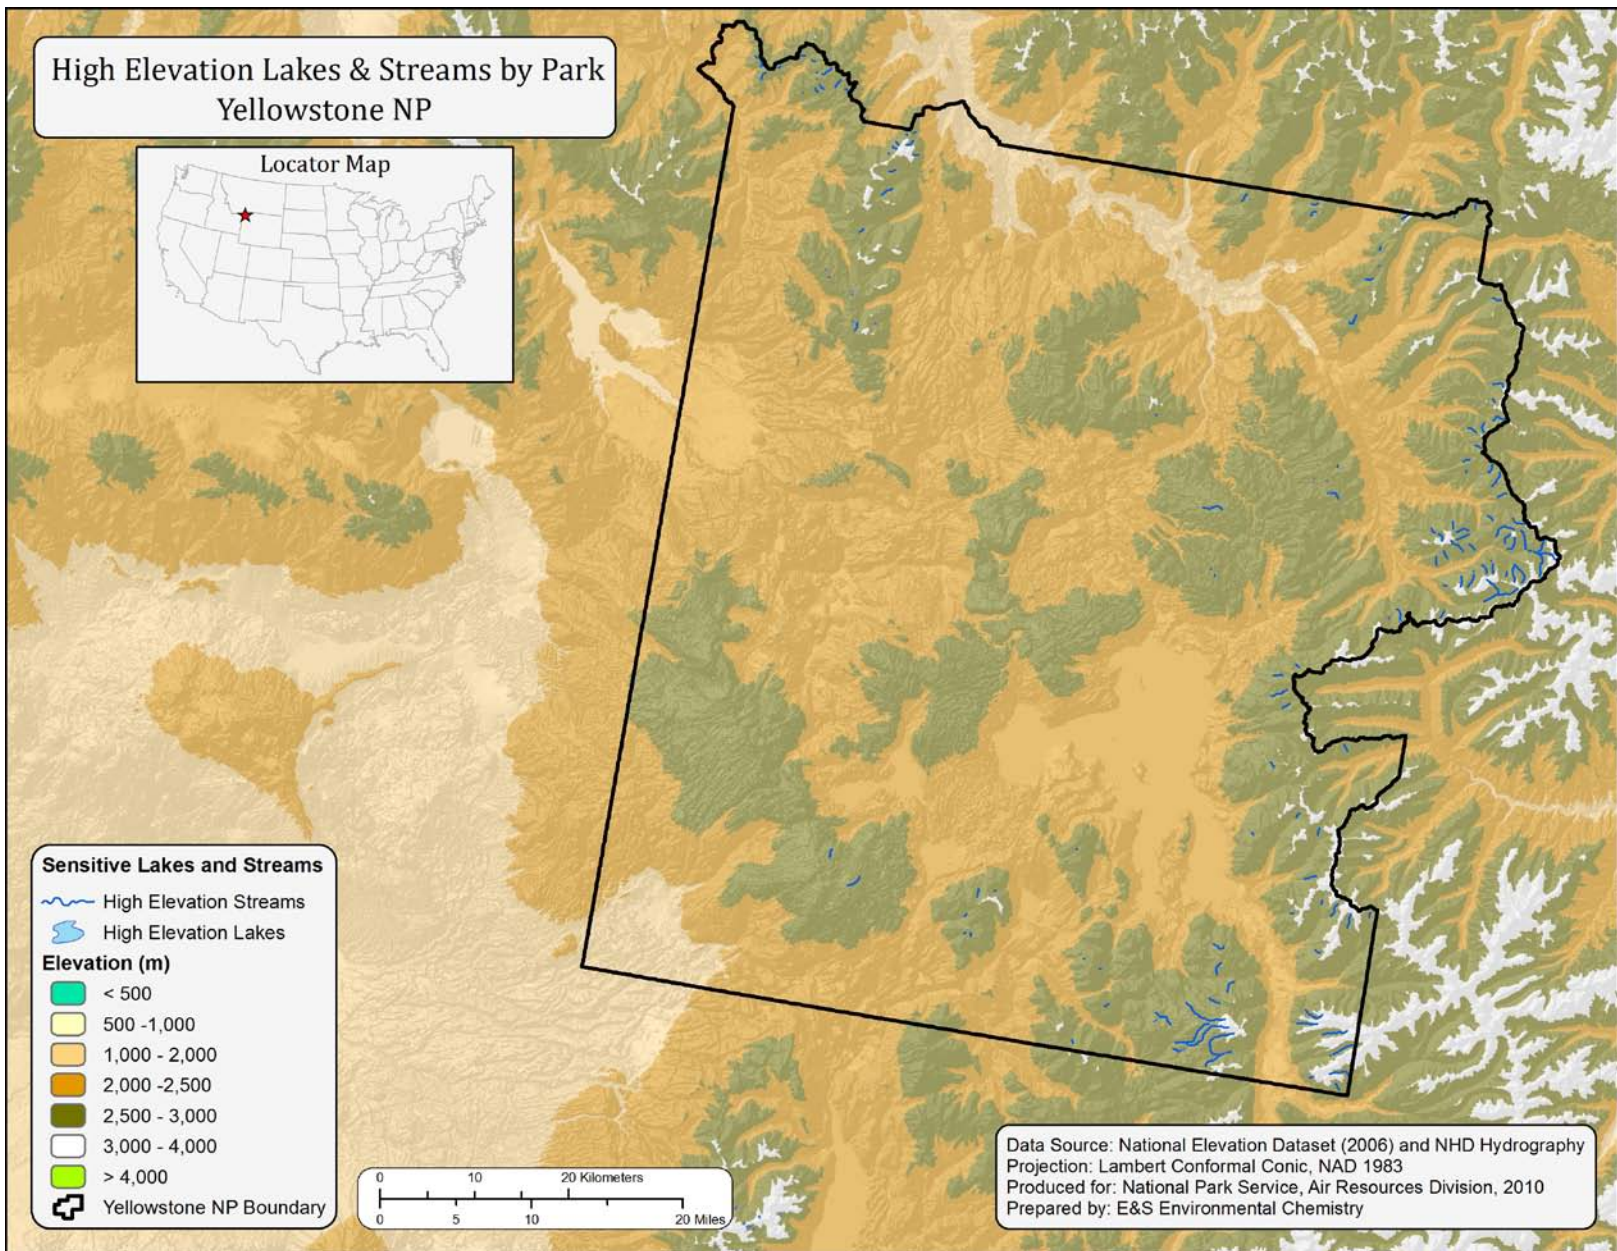 High Elevation Lakes & Streams by Park
Yellowstone NP
Locator Map
Sensitive Lakes and Streams
High Elevation Streams
High Elevation Lakes
Elevation (m)
< 500
500 -1,000
1,000 - 2,000
2,000 -2,500
2,500 - 3,000
3,000 - 4,000
> 4,000
Yellowstone NP Boundary
0 10 20 Kilometers
0 5 10 20 Miles
Data Source: National Elevation Dataset (2006) and NHD Hydrography
Projection: Lambert Conformal Conic, NAD 1983
Produced for: National Park Service, Air Resources Division, 2010
Prepared by: E&S Environmental Chemistry